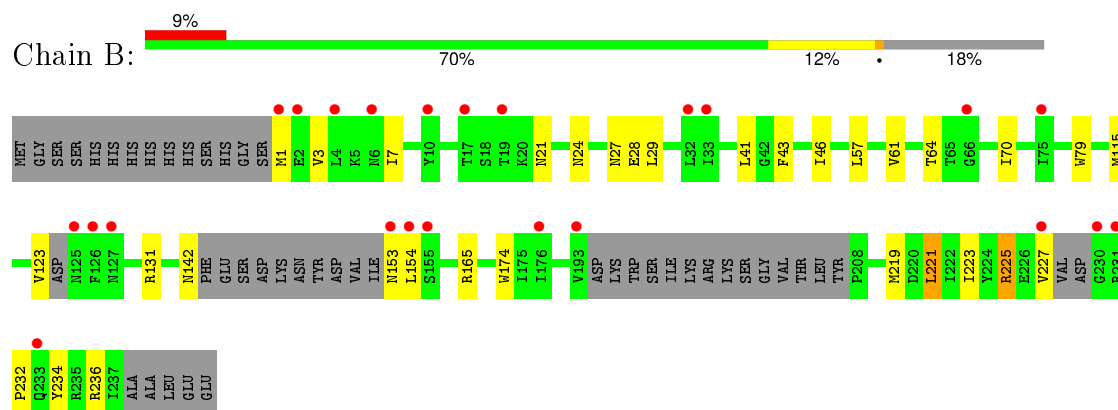 9%
Chain B:
70% 12% • 18%
MET GLY SER SER HIS HIS HIS HIS HIS HIS SER HIS GLY SER M1 E2 V3 L4 K5 N6 I7 Y10 T17 S18 T19 K20 N21 N24 N27 E28 L29 L32 I33 L41 G42 F43 I46 L57 V61 T64 T65 G66 I70 I75 W79 M115
V123 ASP N125 F126 N127 R131 N142 PHE GLU SER ASP LYS ASN TYR ASP VAL ILE N153 L154 S155 R165 W174 I175 I176 V193 ASP LYS TRP SER ILE LYS ARG LYS SER GLY VAL THR LEU TYR P208 M219 D220 L221 I222 I223 Y224 R225 E226 V227 VAL ASP G230 R231
P232 Q233 Y234 R235 R236 I237 ALA ALA LEU GLU GLU